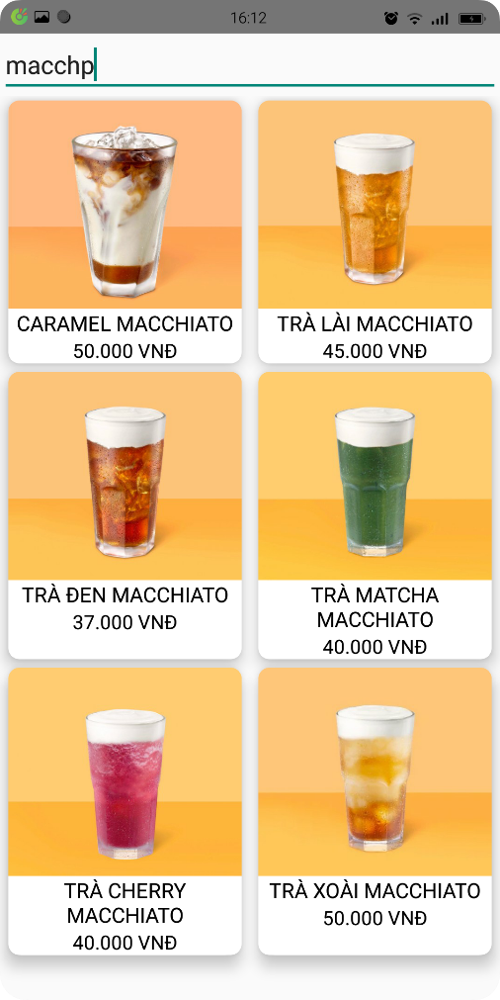 16:12
macchp
CARAMEL MACCHIATO
50.000 VNĐ
TRÀ LÀI MACCHIATO
45.000 VNĐ
TRÀ ĐEN MACCHIATO
37.000 VNĐ
TRÀ MATCHA
MACCHIATO
40.000 VNĐ
TRÀ CHERRY
MACCHIATO
40.000 VNĐ
TRÀ XOÀI MACCHIATO
50.000 VNĐ